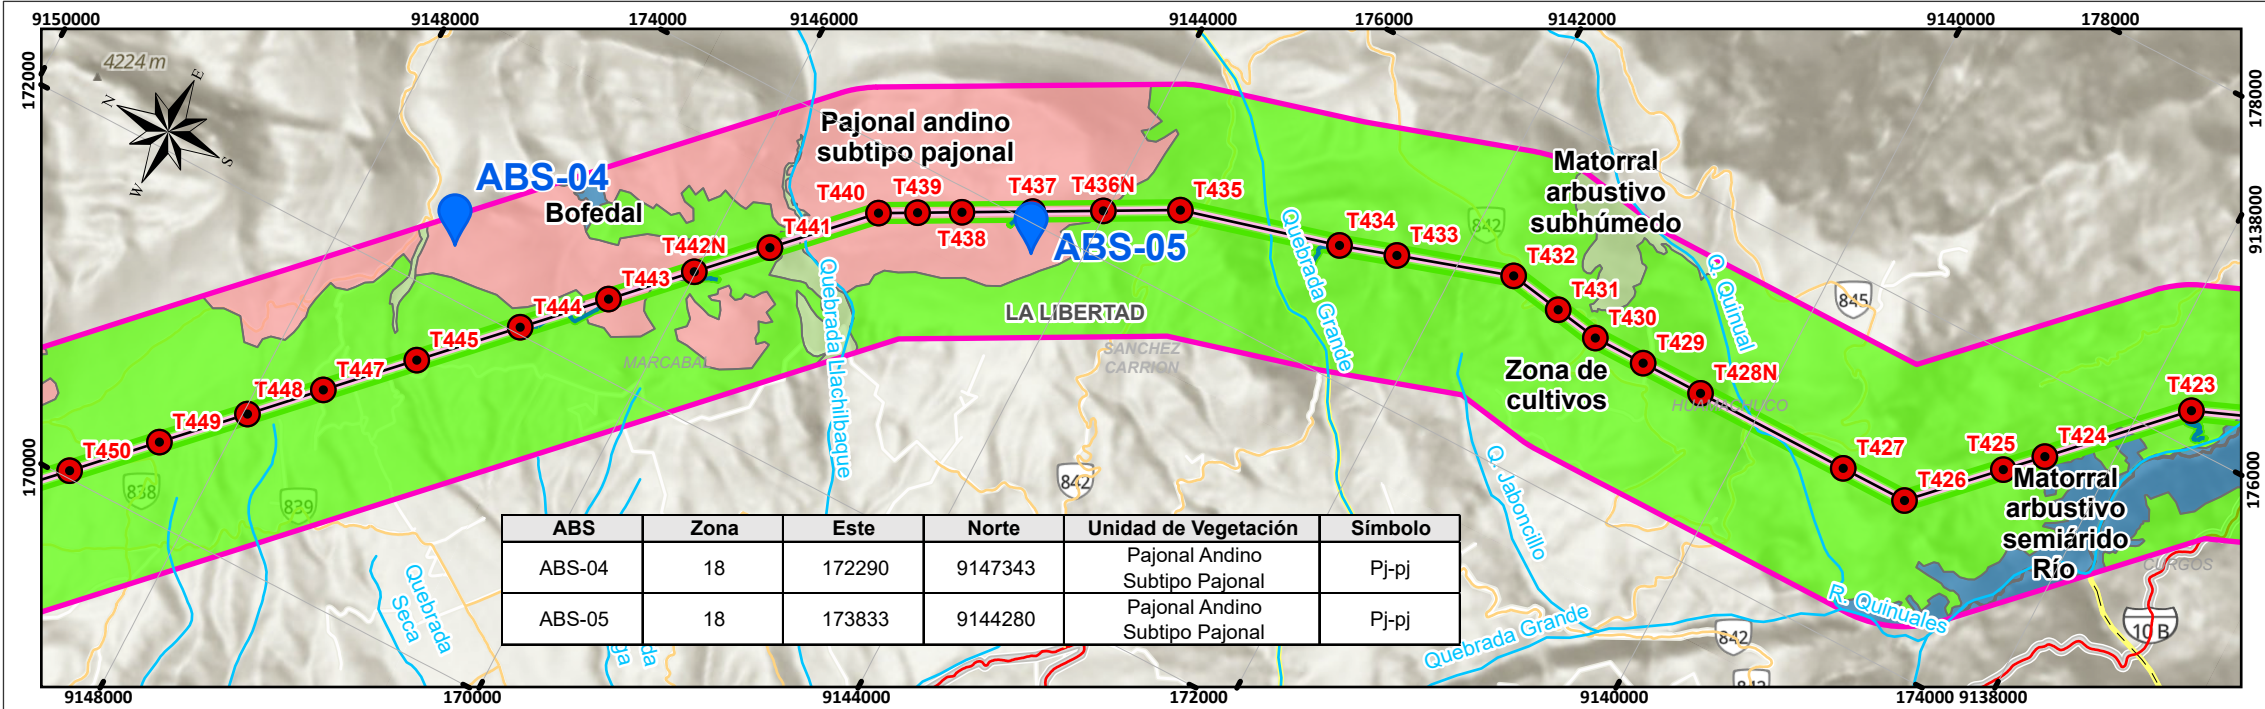 9150000
9148000
174000
9146000
9144000
176000
9142000
9140000
178000
172000
170000
178000
9138000
176000
4224 m
N
E
S
W
ABS-04
Bofedal
Pajonal andino
subtipo pajonal
ABS-05
LA LIBERTAD
MARCABAL
SANCHEZ
CARRION
HUAMACHUCO
CURGOS
Matorral
arbustivo
subhúmedo
Zona de
cultivos
Matorral
arbustivo
semiárido
Río
T450
T449
T448
T447
T445
T444
T443
T442N
T441
T440
T439
T438
T437
T436N
T435
T434
T433
T432
T431
T430
T429
T428N
T427
T426
T425
T424
T423
Quebrada Llachilbaque
Quebrada Grande
Q. Quinual
Q. Jaboncillo
Quebrada Grande
R. Quinuales
Quebrada
Seca
838
839
842
842
845
842
10 B
ABS Zona Este Norte Unidad de Vegetación Símbolo
ABS-04 18 172290 9147343 Pajonal Andino Subtipo Pajonal Pj-pj
ABS-05 18 173833 9144280 Pajonal Andino Subtipo Pajonal Pj-pj
9148000
170000
9144000
172000
9140000
174000
9138000